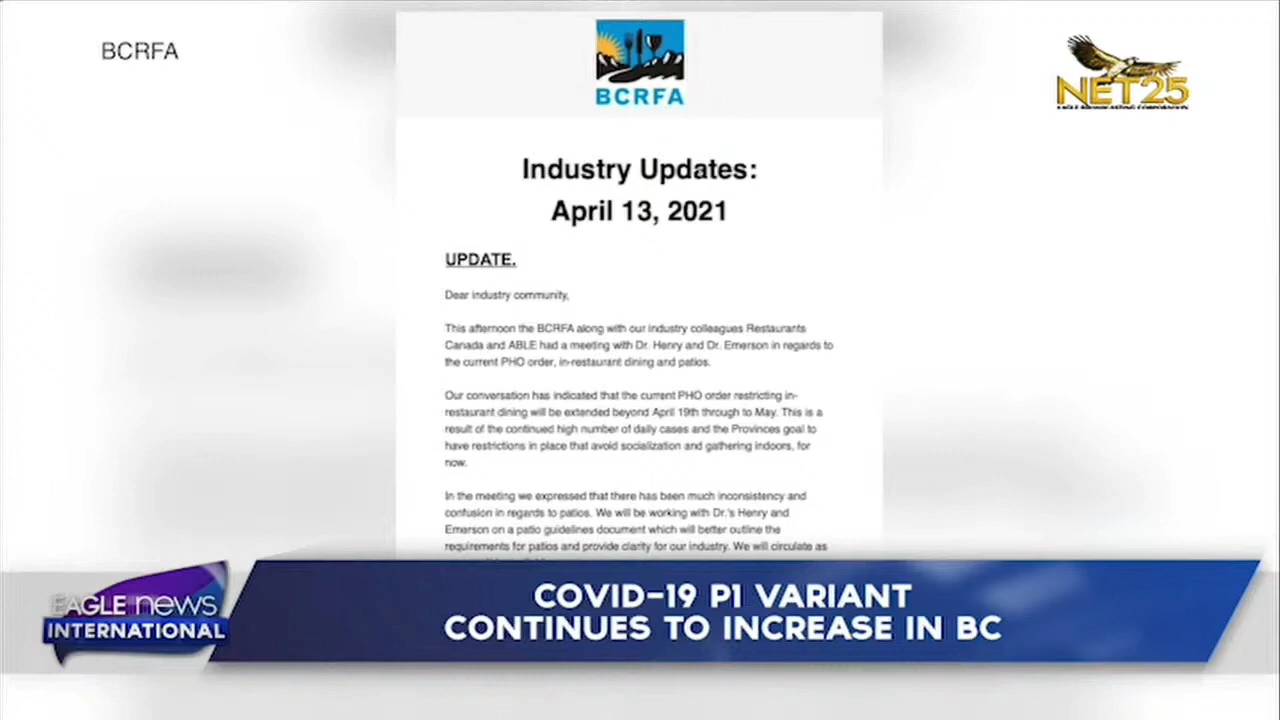 BCRFA
NET25
EAGLE BROADCASTING CORPORATION
BCRFA
Industry Updates:
April 13, 2021
UPDATE.
Dear industry community,
This afternoon the BCRFA along with our industry colleagues Restaurants
Canada and ABLE had a meeting with Dr. Henry and Dr. Emerson in regards to
the current PHO order, in-restaurant dining and patios.
Our conversation has indicated that the current PHO order restricting in-
restaurant dining will be extended beyond April 19th through to May. This is a
result of the continued high number of daily cases and the Provinces goal to
have restrictions in place that avoid socialization and gathering indoors, for
now.
In the meeting we expressed that there has been much inconsistency and
confusion in regards to patios. We will be working with Dr.'s Henry and
Emerson on a patio guidelines document which will better outline the
requirements for patios and provide clarity for our industry. We will circulate as
EAGLE news
INTERNATIONAL
COVID-19 P1 VARIANT
CONTINUES TO INCREASE IN BC